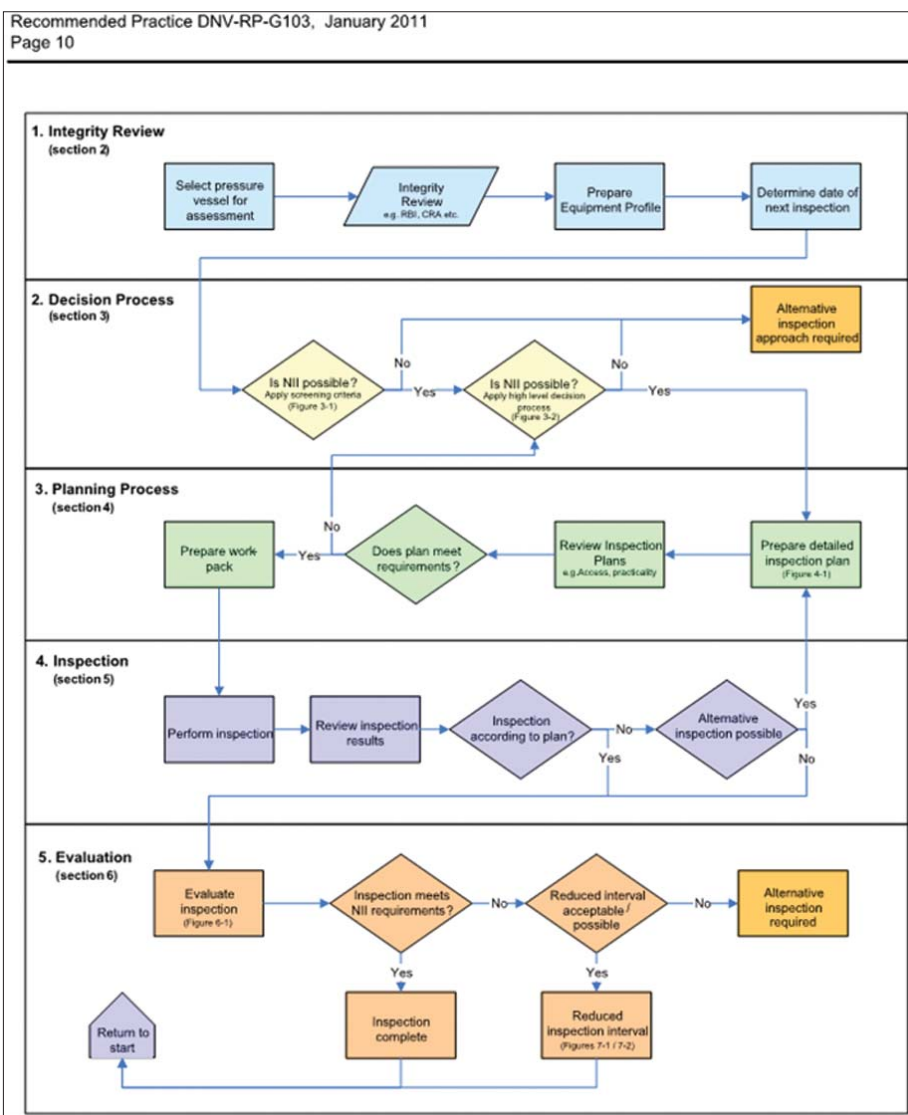 Recommended Practice DNV-RP-G103, January 2011
Page 10
1. Integrity Review
(section 2)
Select pressure
vessel for
assessment
Integrity
Review
e.g. RBI, CRA etc.
Prepare
Equipment Profile
Determine date of
next inspection
2. Decision Process
(section 3)
Alternative
inspection
approach required
No
No
Is NII possible?
Apply screening criteria
(Figure 3-1)
Yes
Is NII possible?
Apply high level decision
process
(Figure 3-2)
Yes
3. Planning Process
(section 4)
No
Prepare work-
pack
Yes
Does plan meet
requirements?
Review Inspection
Plans
e.g.Access, practicality
Prepare detailed
inspection plan
(Figure 4-1)
4. Inspection
(section 5)
Perform inspection
Review inspection
results
Inspection
according to plan?
No
Alternative
inspection possible
Yes
Yes
No
5. Evaluation
(section 6)
Evaluate
inspection
(Figure 6-1)
Inspection meets
NII requirements?
No
Reduced interval
acceptable /
possible
No
Alternative
inspection
required
Yes
Yes
Return to
start
Inspection
complete
Reduced
inspection interval
(Figures 7-1 / 7-2)